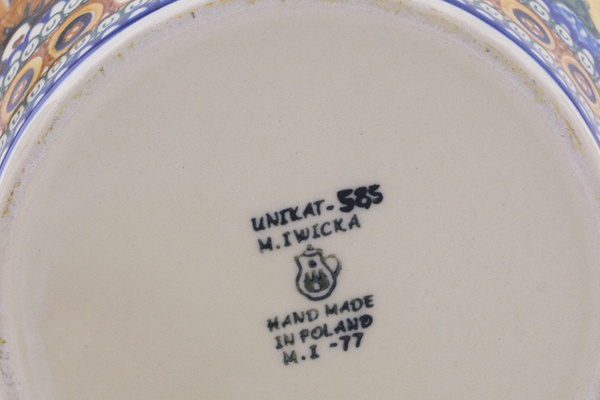 UNIKAT-585
M.IWICKA
HAND MADE
IN POLAND
M.I -77